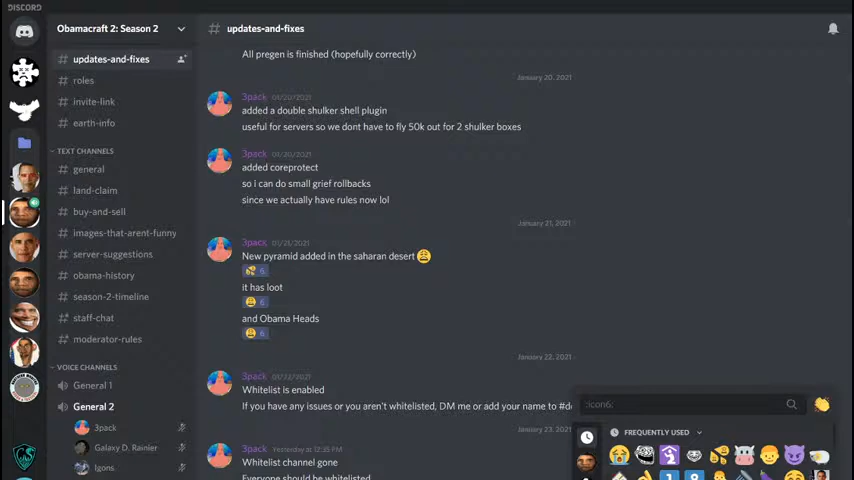 DISCORD
Obamacraft 2: Season 2
updates-and-fixes
roles
invite-link
earth-info
TEXT CHANNELS
general
land-claim
buy-and-sell
images-that-arent-funny
server-suggestions
obama-history
season-2-timeline
staff-chat
moderator-rules
VOICE CHANNELS
General 1
General 2
3pack
Galaxy D. Rainier
Igons
# updates-and-fixes
All pregen is finished (hopefully correctly)
January 20, 2021
3pack 01/20/2021
added a double shulker shell plugin
useful for servers so we dont have to fly 50k out for 2 shulker boxes
3pack 01/20/2021
added coreprotect
so i can do small grief rollbacks
since we actually have rules now lol
January 21, 2021
3pack 01/21/2021
New pyramid added in the saharan desert
6
it has loot
6
and Obama Heads
6
January 22, 2021
3pack 01/22/2021
Whitelist is enabled
If you have any issues or you aren't whitelisted, DM me or add your name to #d
January 23, 2021
3pack Yesterday at 12:35 PM
Whitelist channel gone
Everyone should be whitelisted
:icon6:
FREQUENTLY USED